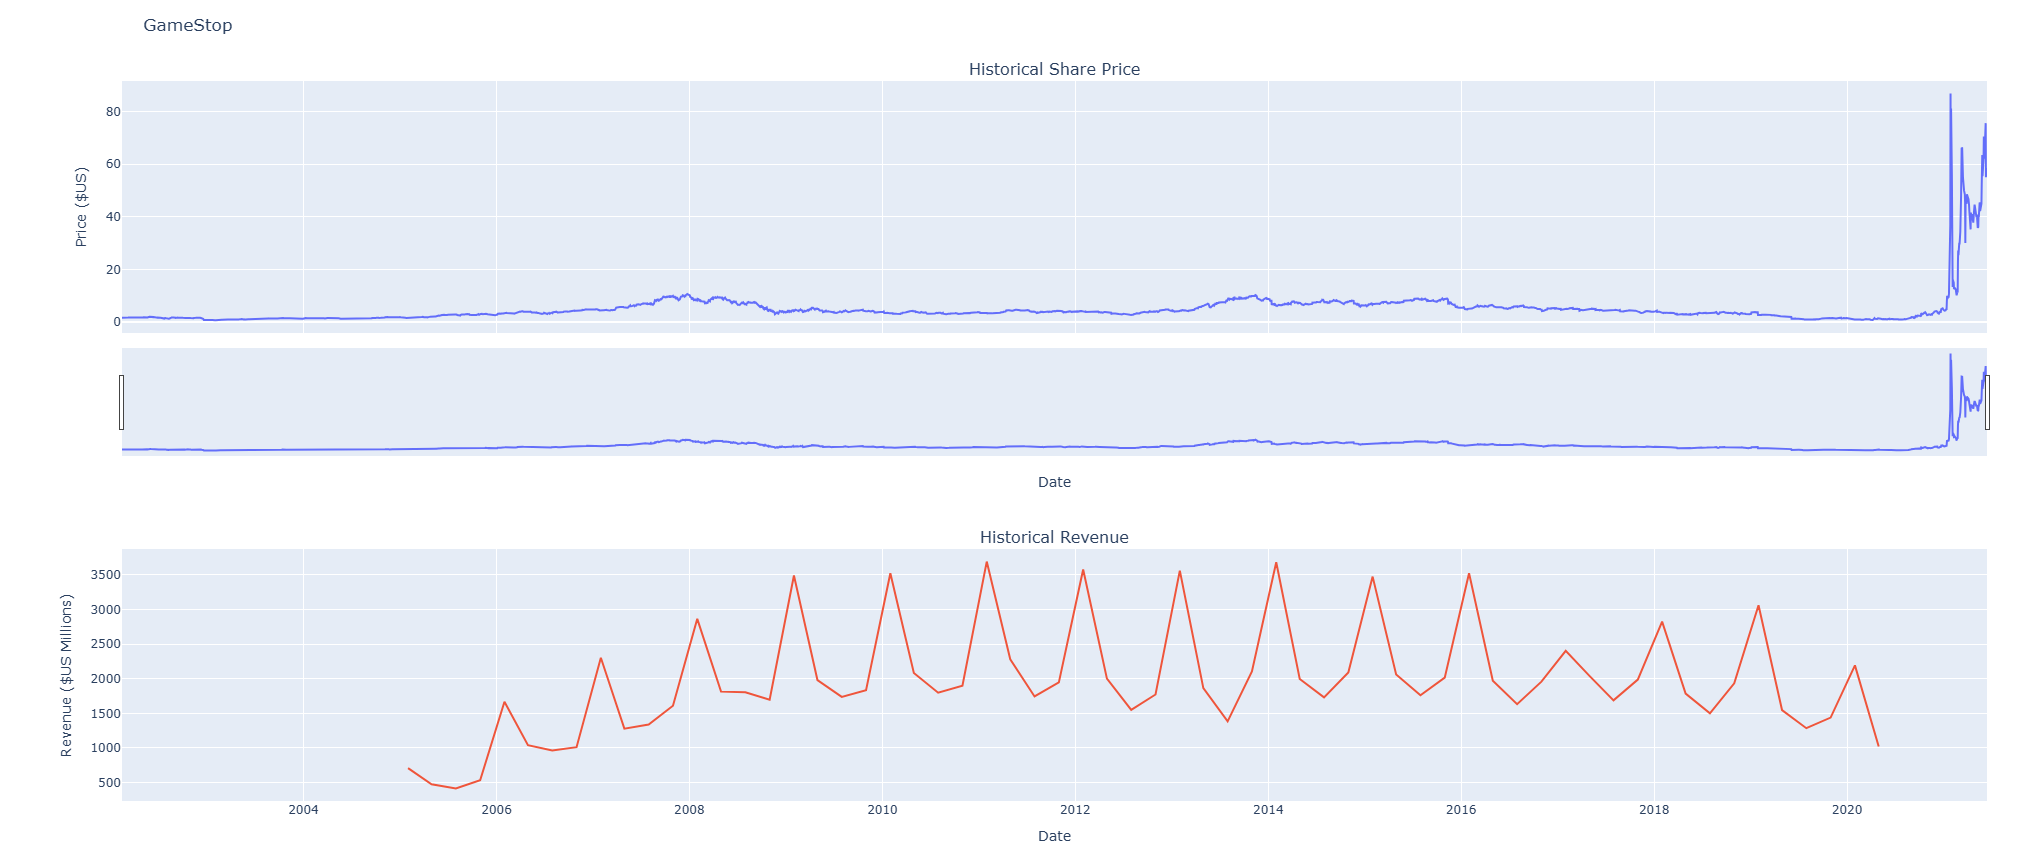 GameStop
Historical Share Price
80
60
40
20
0
Price ($US)
Date
Historical Revenue
3500
3000
2500
2000
1500
1000
500
Revenue ($US Millions)
2004 2006 2008 2010 2012 2014 2016 2018 2020
Date